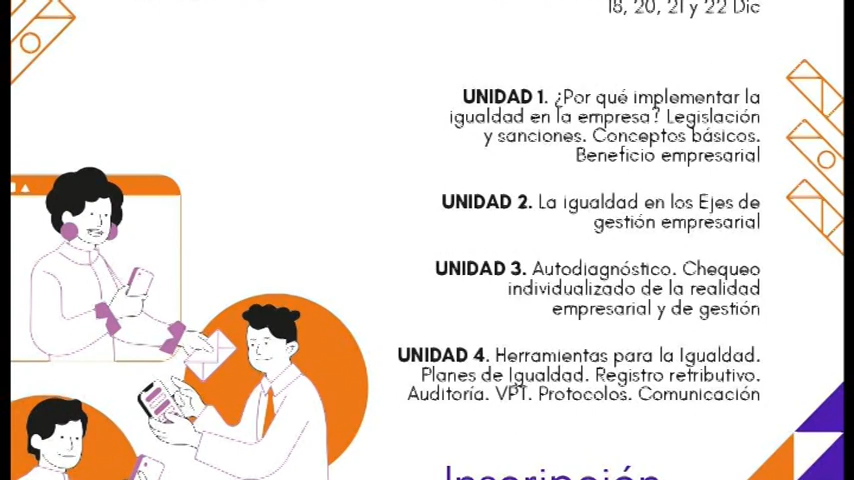 18, 20, 21 y 22 Dic
UNIDAD 1. ¿Por qué implementar la
igualdad en la empresa? Legislación
y sanciones. Conceptos básicos.
Beneficio empresarial
UNIDAD 2. La igualdad en los Ejes de
gestión empresarial
UNIDAD 3. Autodiagnóstico. Chequeo
individualizado de la realidad
empresarial y de gestión
UNIDAD 4. Herramientas para la Igualdad.
Planes de Igualdad. Registro retributivo.
Auditoría. VPT. Protocolos. Comunicación
Inscripción